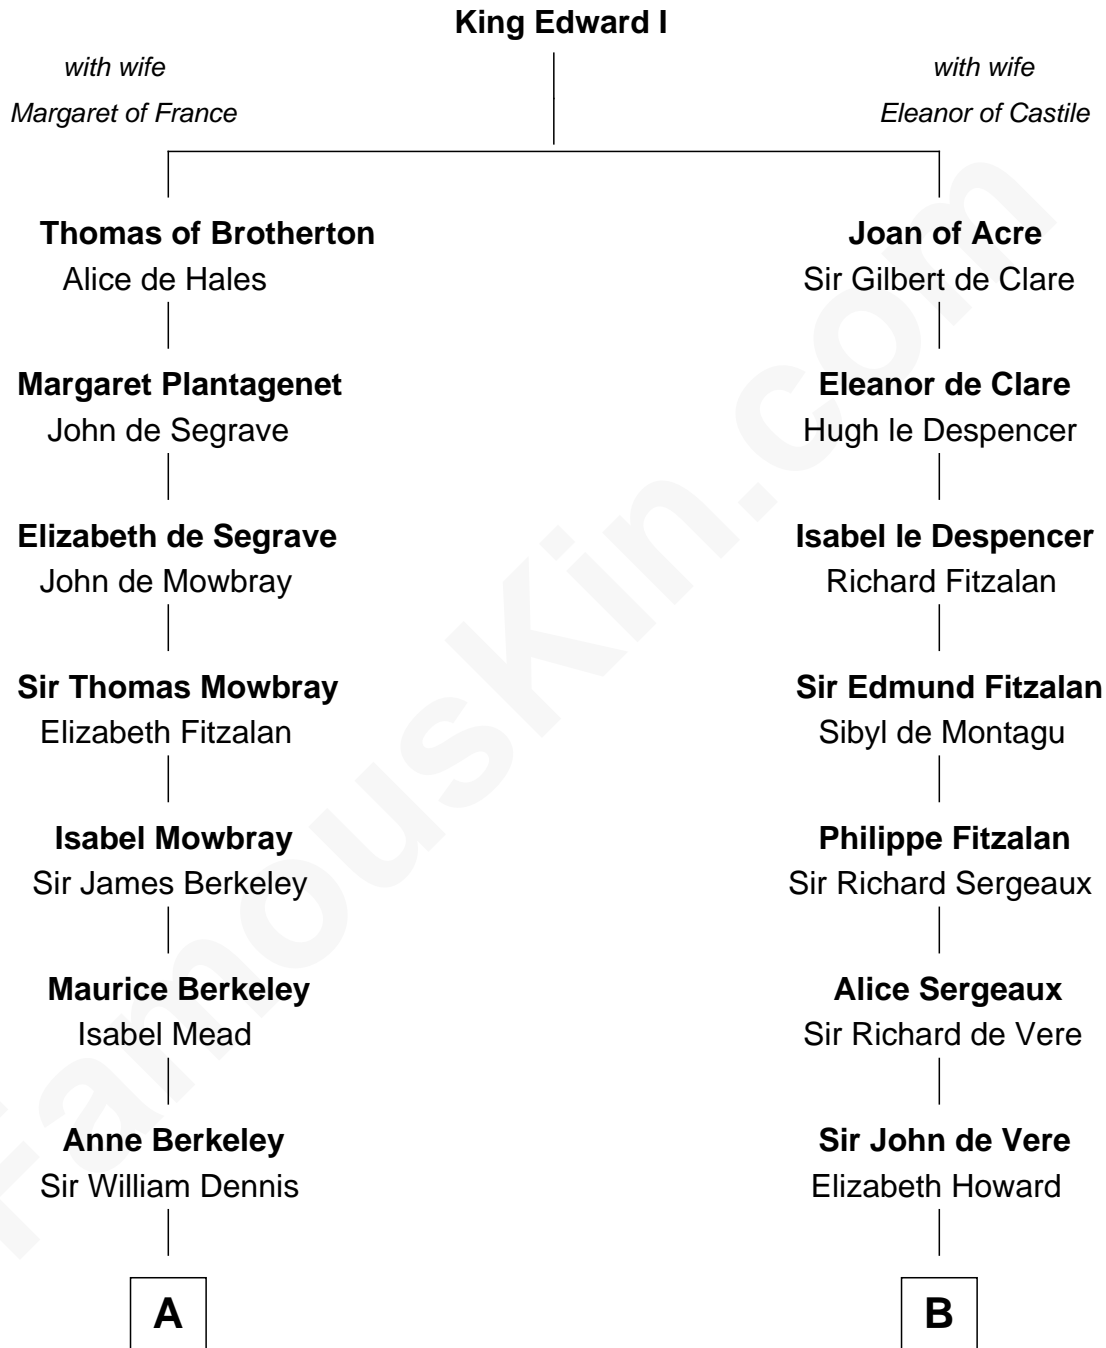 King Edward I
with wife
Margaret of France
with wife
Eleanor of Castile
Thomas of Brotherton
Alice de Hales
Joan of Acre
Sir Gilbert de Clare
Margaret Plantagenet
John de Segrave
Eleanor de Clare
Hugh le Despencer
Elizabeth de Segrave
John de Mowbray
Isabel le Despencer
Richard Fitzalan
Sir Thomas Mowbray
Elizabeth Fitzalan
Sir Edmund Fitzalan
Sibyl de Montagu
Isabel Mowbray
Sir James Berkeley
Philippe Fitzalan
Sir Richard Sergeaux
Maurice Berkeley
Isabel Mead
Alice Sergeaux
Sir Richard de Vere
Anne Berkeley
Sir William Dennis
Sir John de Vere
Elizabeth Howard
A
B
FamousKin.com